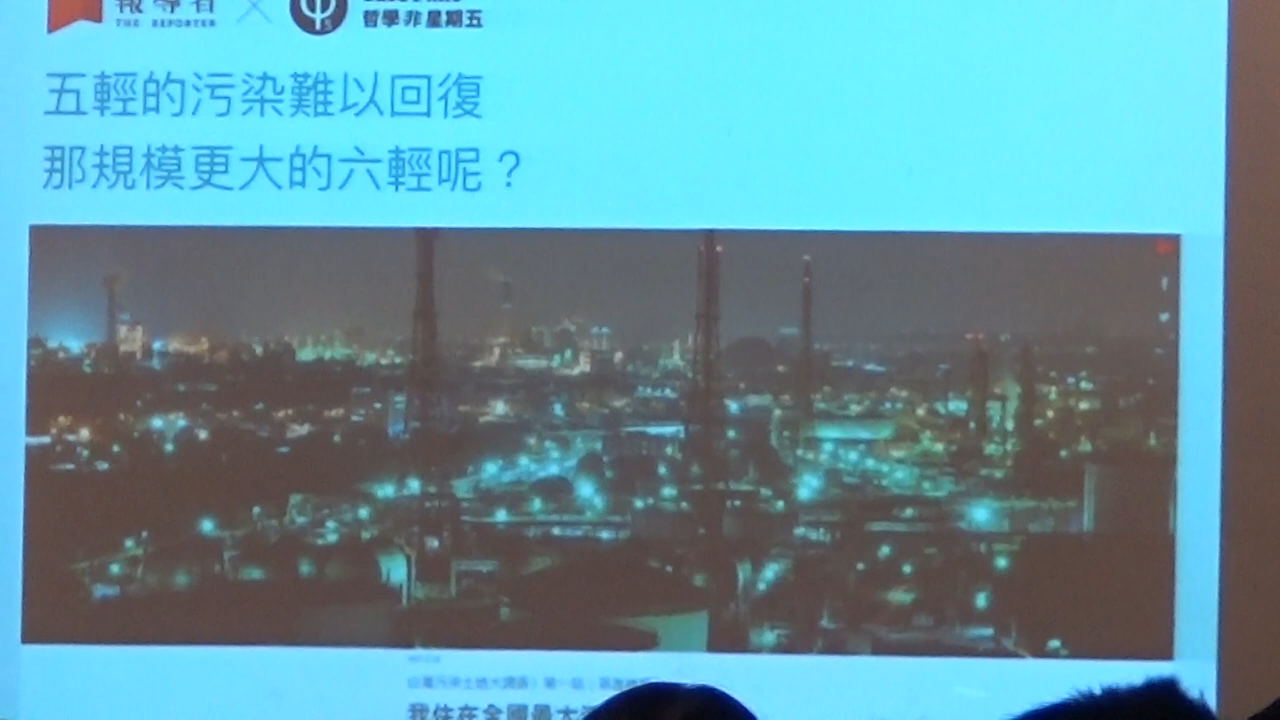 報導者
THE REPORTER
哲學非星期五
五輕的污染難以回復
那規模更大的六輕呢？
我住在全國最大